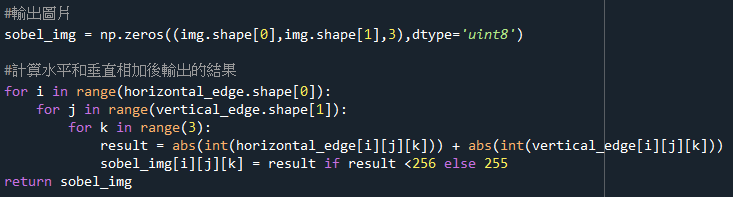 #輸出圖片
sobel_img = np.zeros((img.shape[0],img.shape[1],3),dtype='uint8')
#計算水平和垂直相加後輸出的結果
for i in range(horizontal_edge.shape[0]):
    for j in range(vertical_edge.shape[1]):
        for k in range(3):
            result = abs(int(horizontal_edge[i][j][k])) + abs(int(vertical_edge[i][j][k]))
            sobel_img[i][j][k] = result if result <256 else 255
return sobel_img